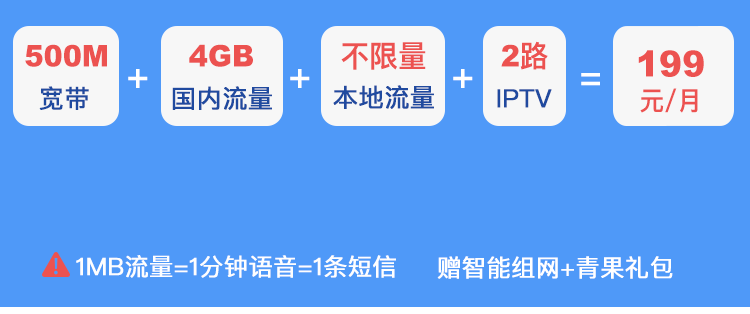 500M + 4GB + 不限量 + 2路 = 199
宽带 国内流量 本地流量 IPTV 元/月
1MB流量=1分钟语音=1条短信 赠智能组网+青果礼包